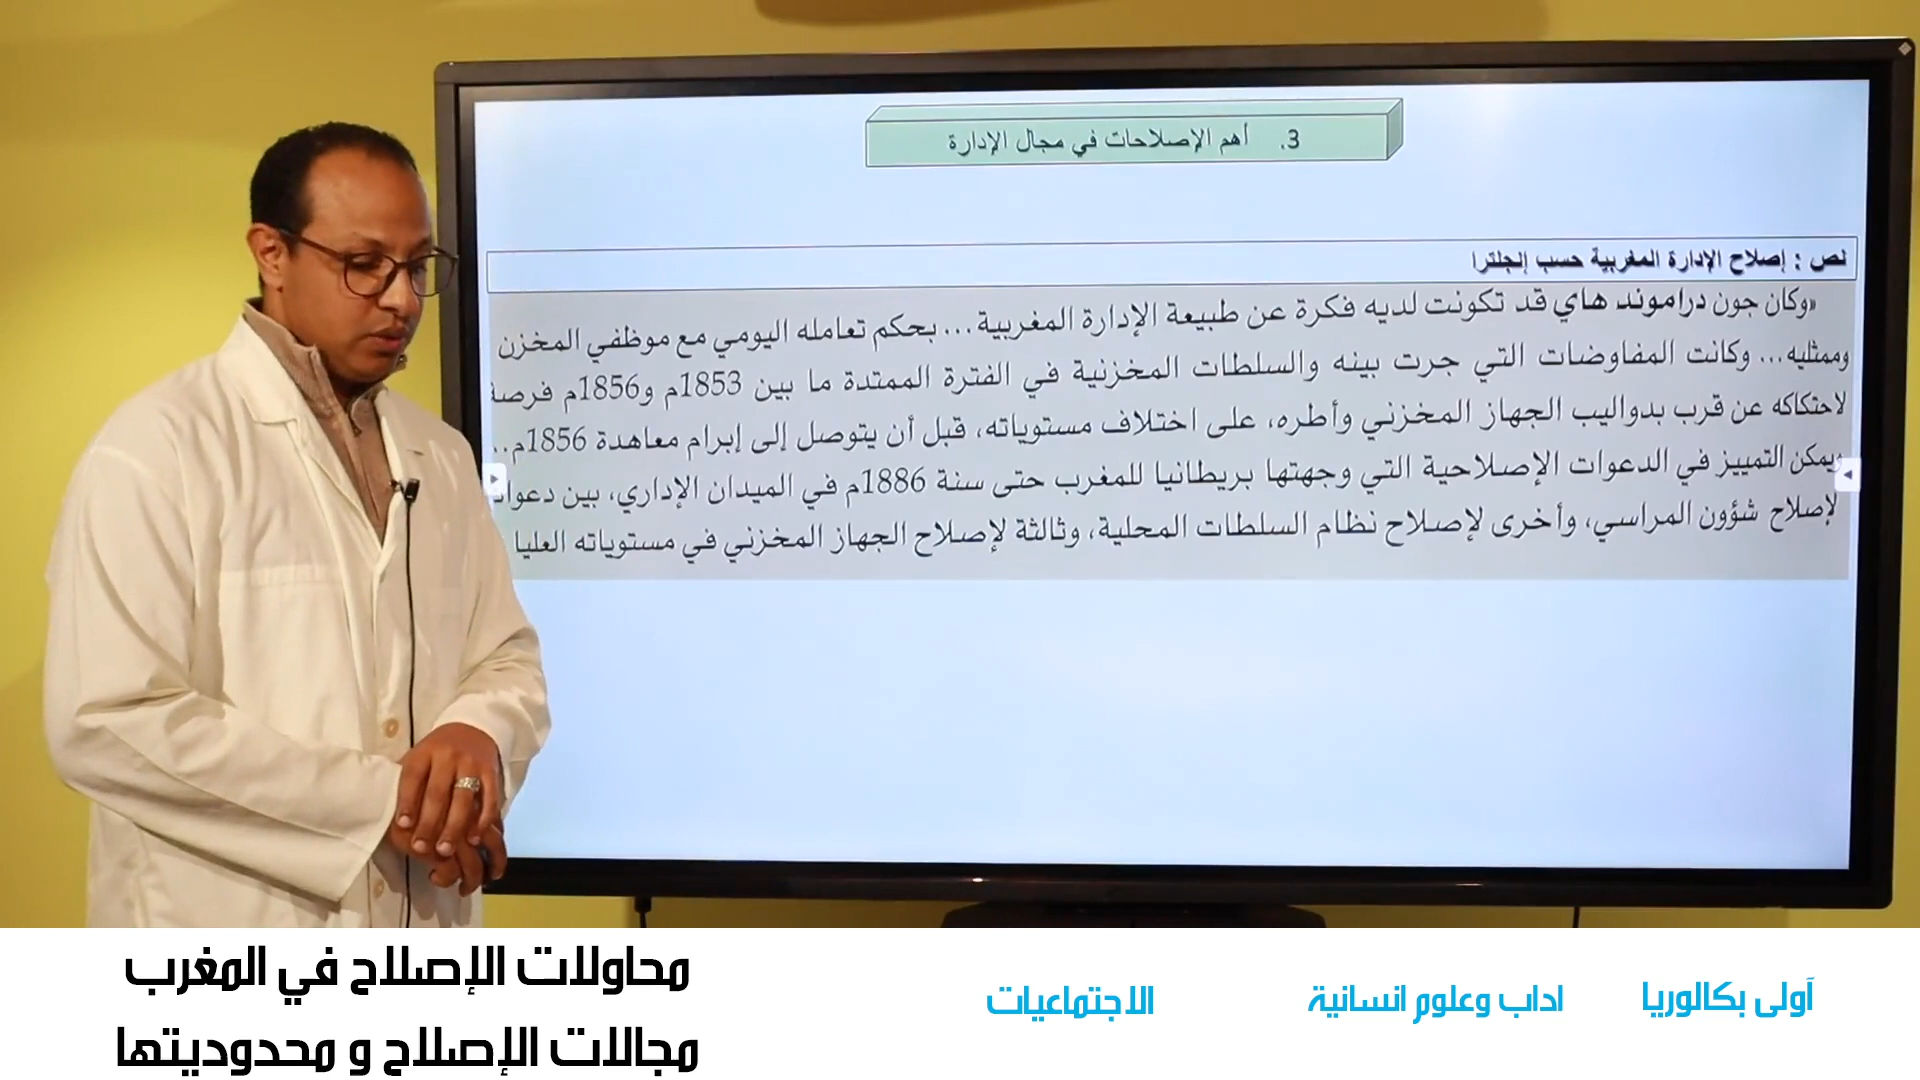 3. أهم الإصلاحات في مجال الإدارة
نص : إصلاح الإدارة المغربية حسب إنجلترا
«وكان جون دراموند هاي قد تكونت لديه فكرة عن طبيعة الإدارة المغربية... بحكم تعامله اليومي مع موظفي المخزن
وممثليه... وكانت المفاوضات التي جرت بينه والسلطات المخزنية في الفترة الممتدة ما بين 1853م و1856م فرصة
لاحتكاكه عن قرب بدواليب الجهاز المخزني وأطره، على اختلاف مستوياته، قبل أن يتوصل إلى إبرام معاهدة 1856م..
ويمكن التمييز في الدعوات الإصلاحية التي وجهتها بريطانيا للمغرب حتى سنة 1886م في الميدان الإداري، بين دعوات
لإصلاح شؤون المراسي، وأخرى لإصلاح نظام السلطات المحلية، وثالثة لإصلاح الجهاز المخزني في مستوياته العليا
محاولات الإصلاح في المغرب
مجالات الإصلاح و محدوديتها
أولى بكالوريا
اداب وعلوم انسانية
الاجتماعيات